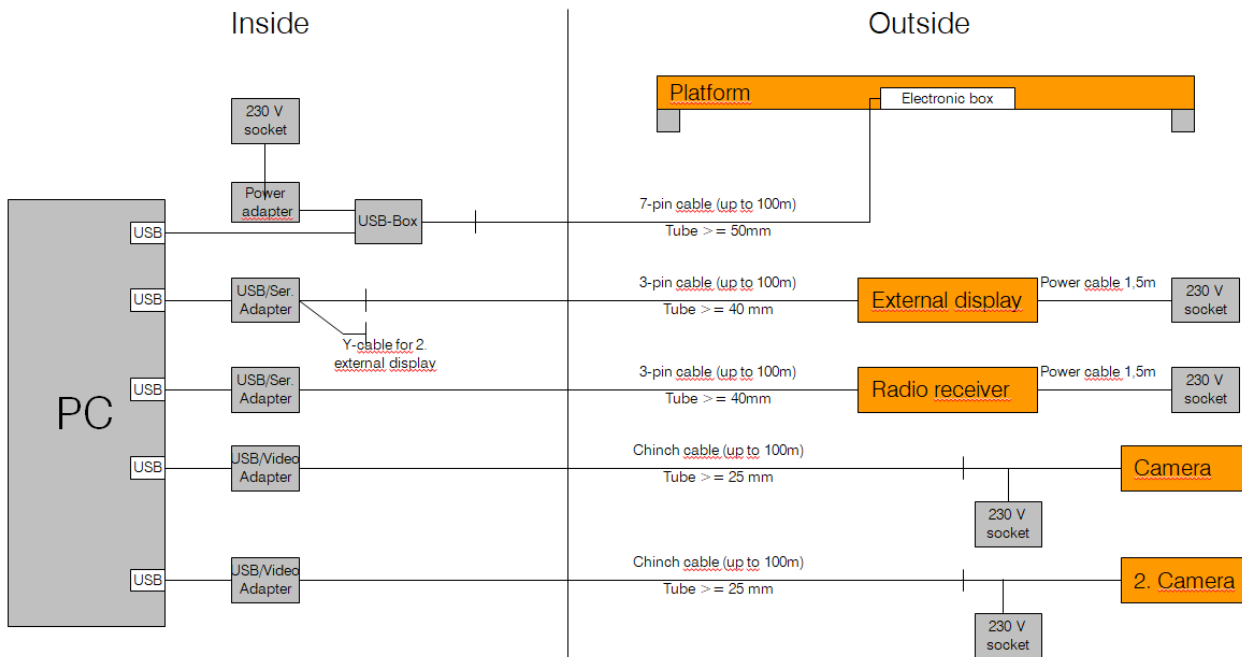 Inside
Outside
Platform
Electronic box
230 V
socket
Power
adapter
USB-Box
USB
7-pin cable (up to 100m)
Tube >= 50mm
USB
USB/Ser.
Adapter
3-pin cable (up to 100m)
Tube >= 40 mm
External display
Power cable 1,5m
230 V
socket
Y-cable for 2.
external display
USB
USB/Ser.
Adapter
3-pin cable (up to 100m)
Tube >= 40mm
Radio receiver
Power cable 1,5m
230 V
socket
PC
USB
USB/Video
Adapter
Chinch cable (up to 100m)
Tube >= 25 mm
Camera
230 V
socket
USB
USB/Video
Adapter
Chinch cable (up to 100m)
Tube >= 25 mm
2. Camera
230 V
socket